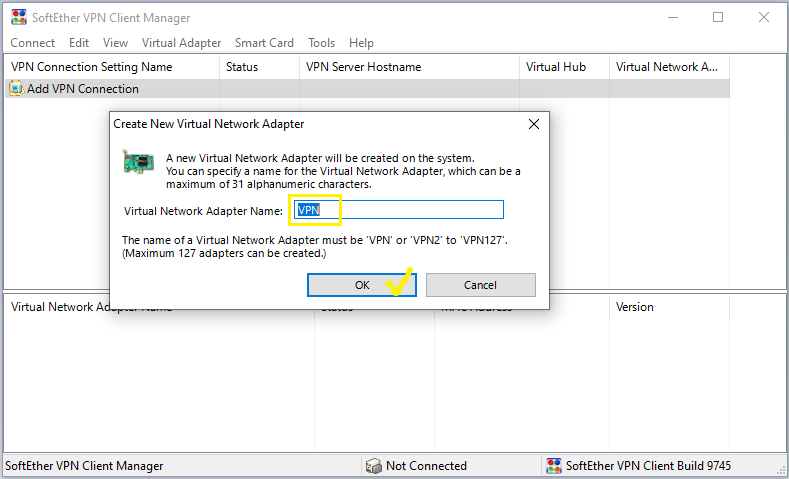 SoftEther VPN Client Manager
Connect Edit View Virtual Adapter Smart Card Tools Help
VPN Connection Setting Name Status VPN Server Hostname Virtual Hub Virtual Network A...
Add VPN Connection
Create New Virtual Network Adapter
A new Virtual Network Adapter will be created on the system.
You can specify a name for the Virtual Network Adapter, which can be a
maximum of 31 alphanumeric characters.
Virtual Network Adapter Name: VPN
The name of a Virtual Network Adapter must be 'VPN' or 'VPN2' to 'VPN127'.
(Maximum 127 adapters can be created.)
OK Cancel
Virtual Network Adapter Name Status MAC Address Version
SoftEther VPN Client Manager Not Connected SoftEther VPN Client Build 9745